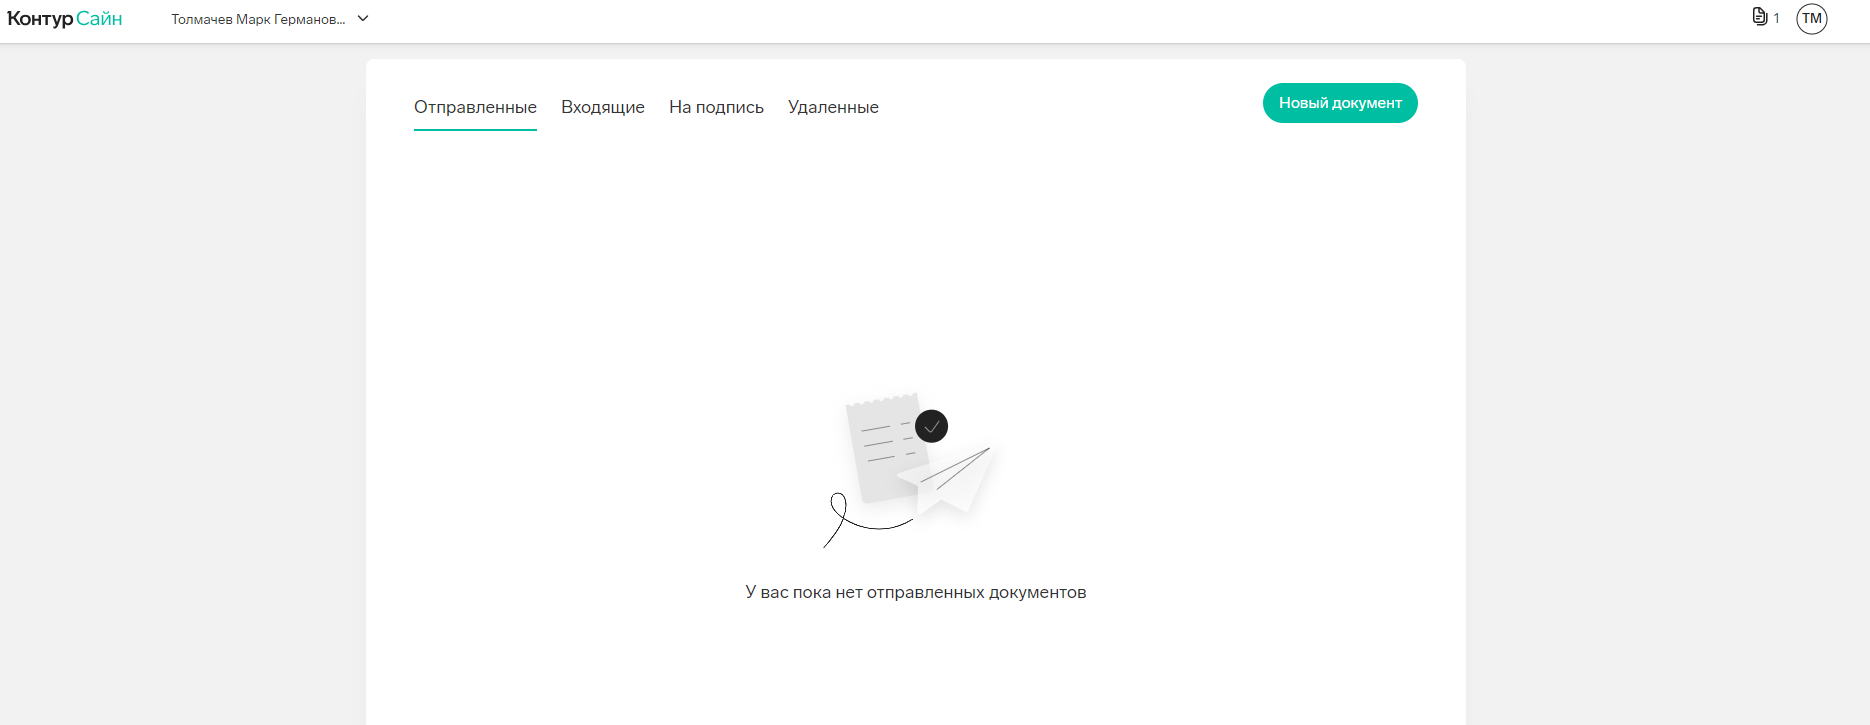 Контур Сайн
Толмачев Марк Германов...
1
ТМ
Отправленные
Входящие
На подпись
Удаленные
Новый документ
У вас пока нет отправленных документов